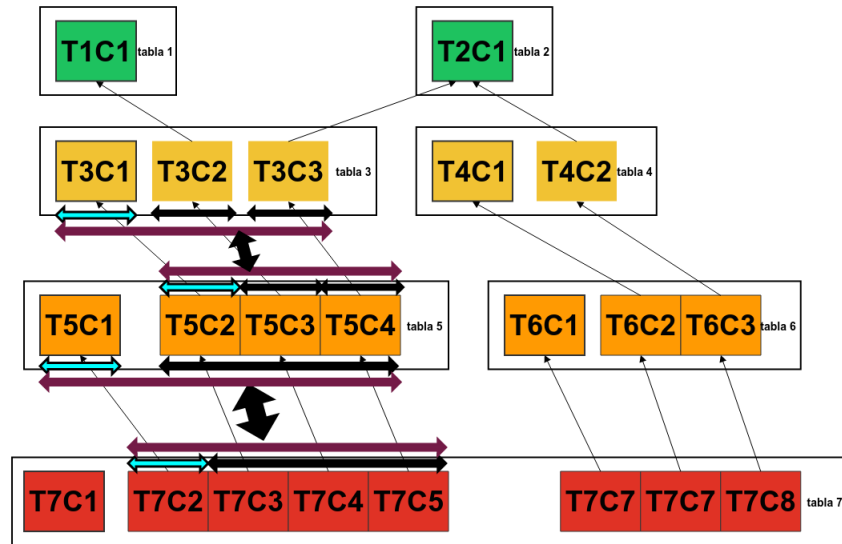 T1C1 tabla 1 T2C1 tabla 2
T3C1 T3C2 T3C3 tabla 3 T4C1 T4C2 tabla 4
T5C1 T5C2 T5C3 T5C4 tabla 5 T6C1 T6C2 T6C3 tabla 6
T7C1 T7C2 T7C3 T7C4 T7C5 T7C7 T7C7 T7C8 tabla 7